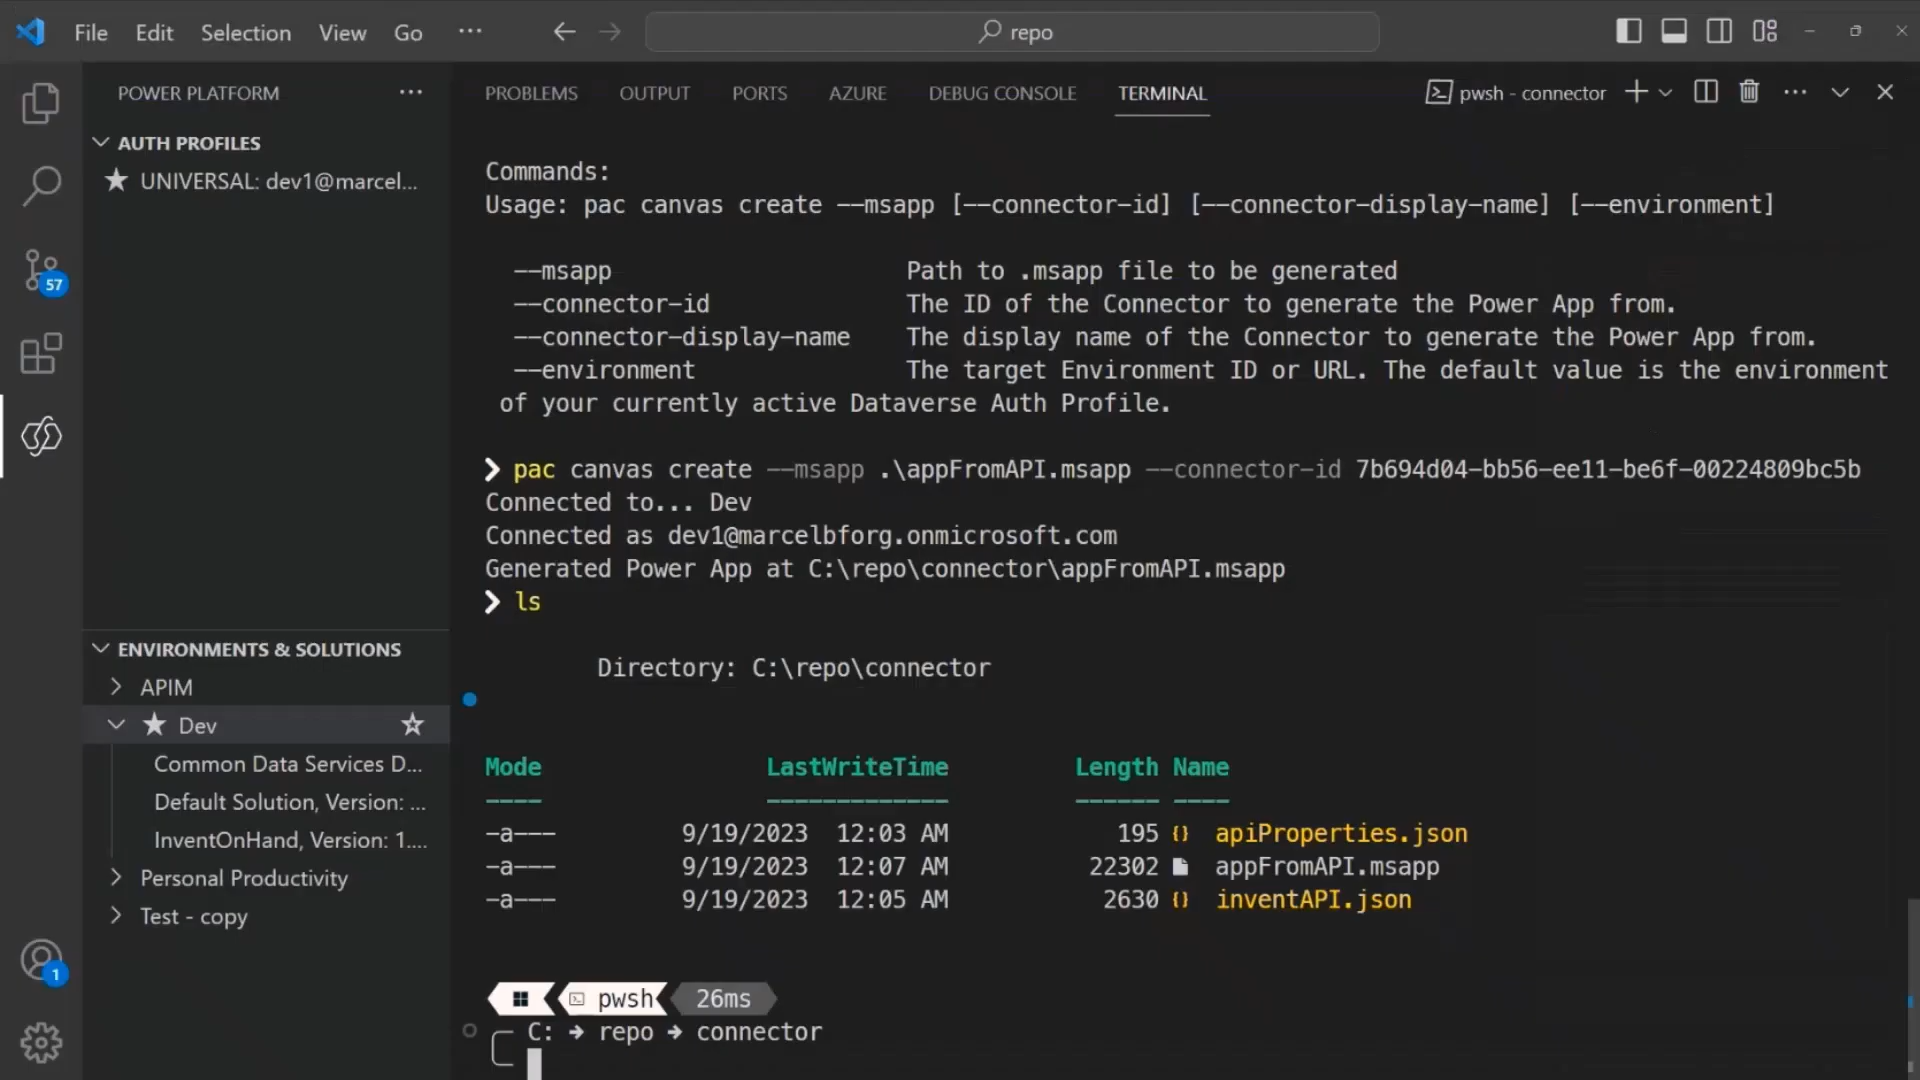 File Edit Selection View Go ··· repo
POWER PLATFORM ···
AUTH PROFILES
UNIVERSAL: dev1@marcel...
57
ENVIRONMENTS & SOLUTIONS
APIM
Dev
Common Data Services D...
Default Solution, Version: ...
InventOnHand, Version: 1....
Personal Productivity
Test - copy
1
PROBLEMS OUTPUT PORTS AZURE DEBUG CONSOLE TERMINAL pwsh - connector
Commands:
Usage: pac canvas create --msapp [--connector-id] [--connector-display-name] [--environment]
--msapp Path to .msapp file to be generated
--connector-id The ID of the Connector to generate the Power App from.
--connector-display-name The display name of the Connector to generate the Power App from.
--environment The target Environment ID or URL. The default value is the environment
of your currently active Dataverse Auth Profile.
❯ pac canvas create --msapp .\appFromAPI.msapp --connector-id 7b694d04-bb56-ee11-be6f-00224809bc5b
Connected to... Dev
Connected as dev1@marcelbforg.onmicrosoft.com
Generated Power App at C:\repo\connector\appFromAPI.msapp
❯ ls
Directory: C:\repo\connector
Mode LastWriteTime Length Name
---- ------------- ------ ----
-a--- 9/19/2023 12:03 AM 195 {} apiProperties.json
-a--- 9/19/2023 12:07 AM 22302 appFromAPI.msapp
-a--- 9/19/2023 12:05 AM 2630 {} inventAPI.json
pwsh 26ms
C: → repo → connector